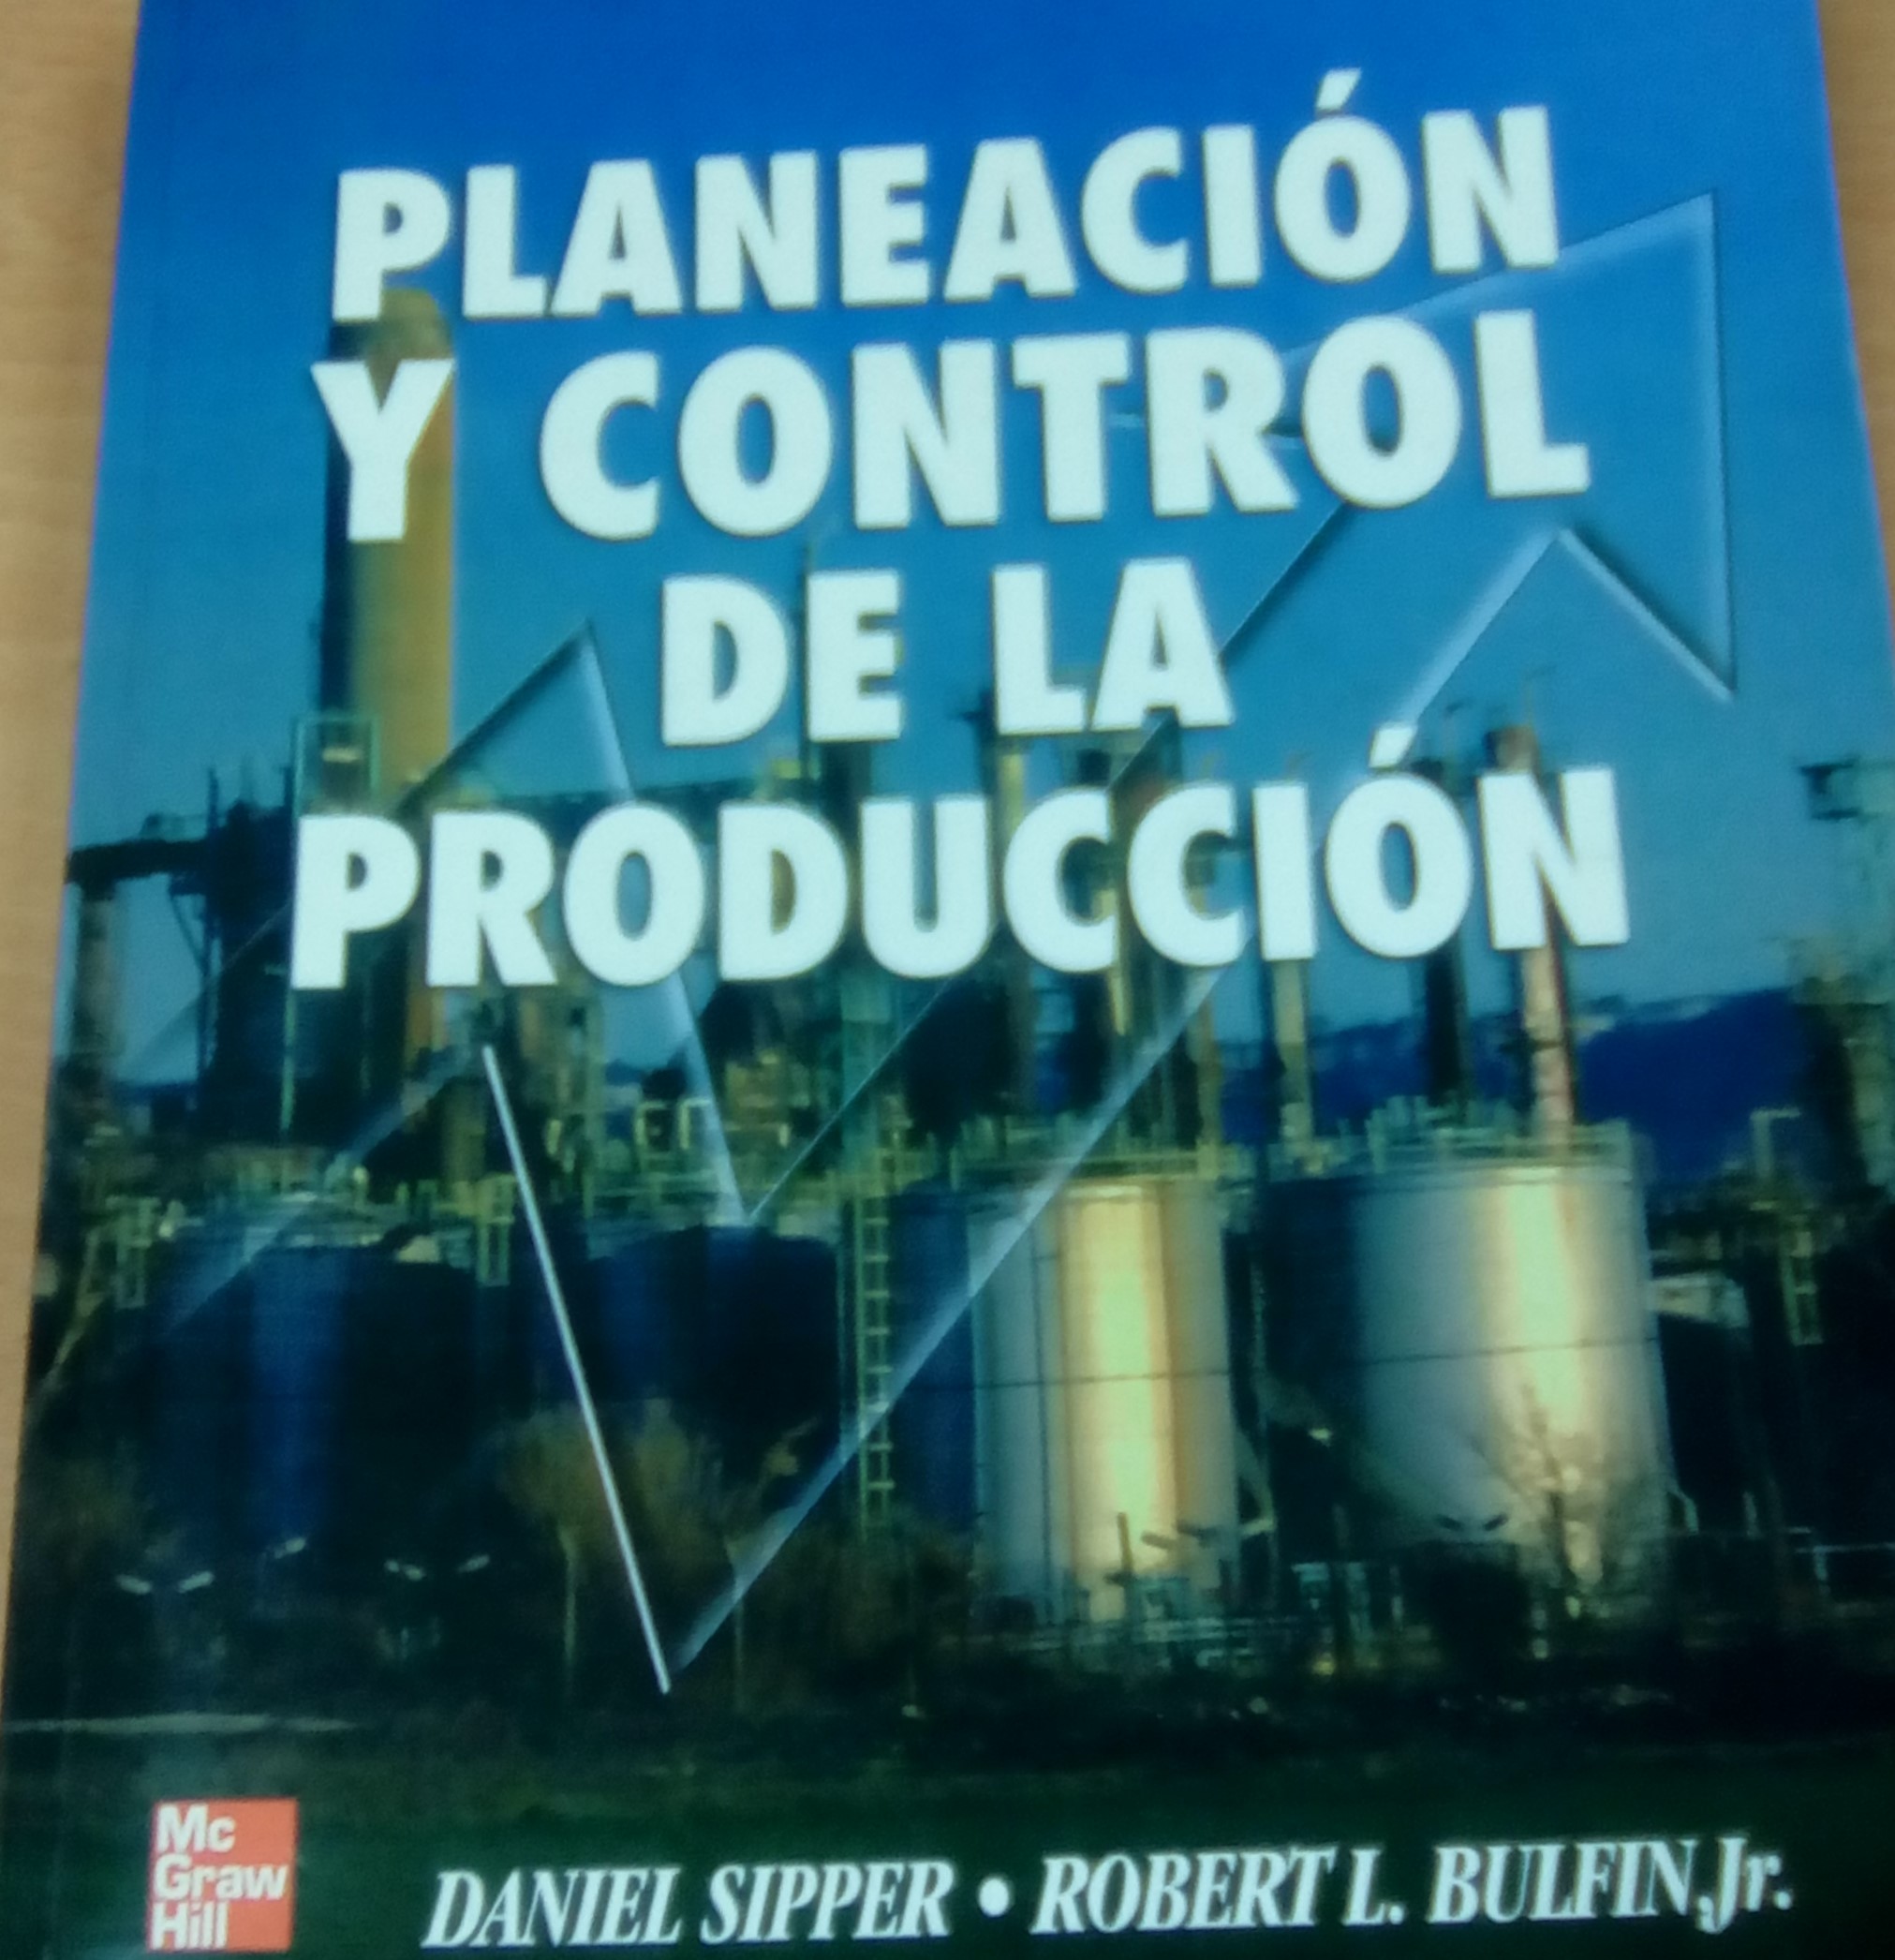 PLANEACIÓN
Y CONTROL
DE LA
PRODUCCIÓN
Mc
Graw
Hill
DANIEL SIPPER • ROBERT L. BULFIN, Jr.